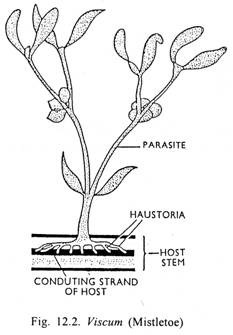 PARASITE
HAUSTORIA
HOST
STEM
CONDUTING STRAND
OF HOST
Fig. 12.2. Viscum (Mistletoe)